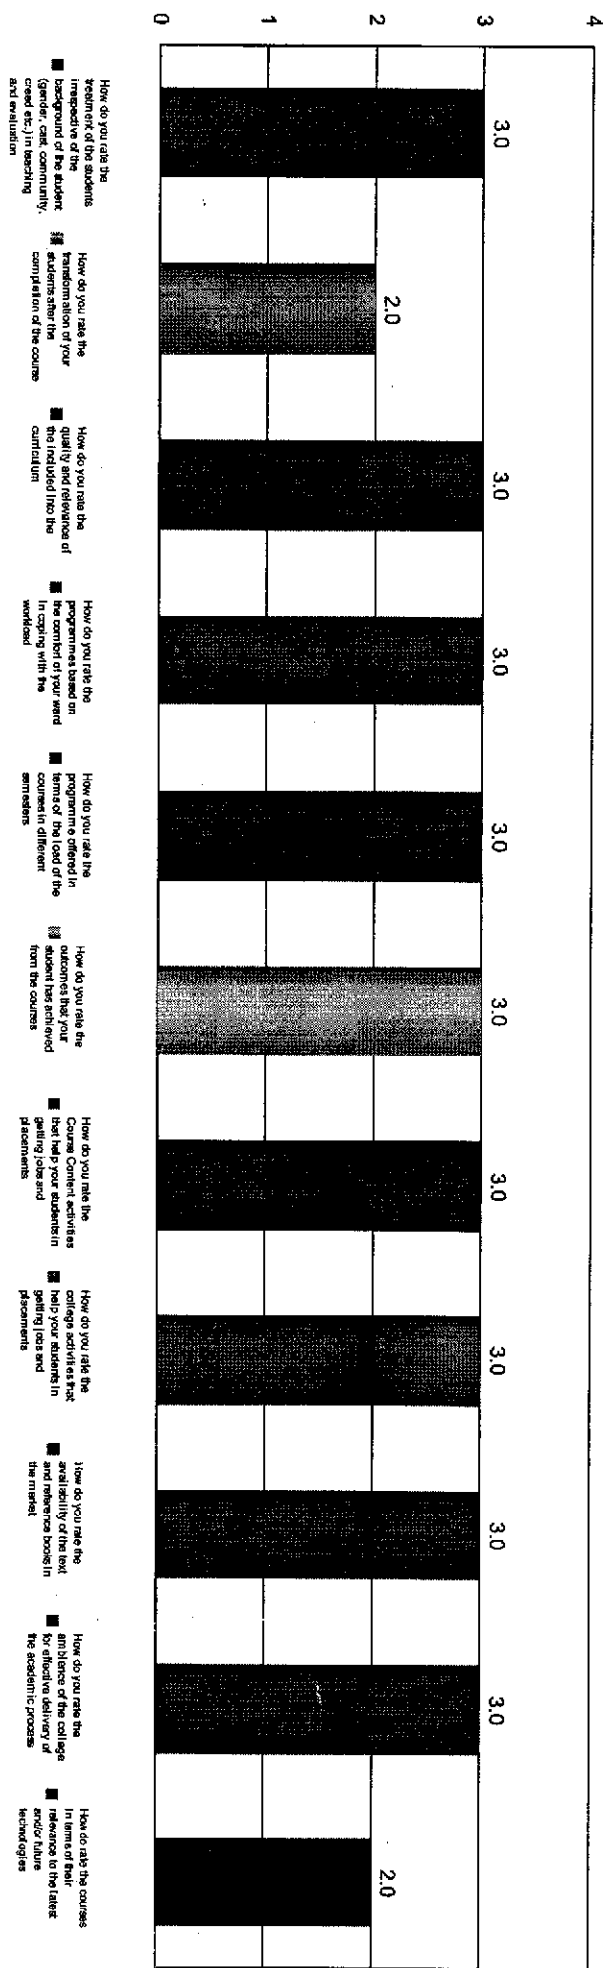 4
3
2
1
0
3.0
2.0
3.0
3.0
3.0
3.0
3.0
3.0
3.0
3.0
2.0
How do you rate the
treatment of the students
irrespective of the
background of the student
(gender, cast, community,
creed etc.) in teaching
and evaluation
How do you rate the
transformation of your
students after the
completion of the course
How do you rate the
quality and relevance of
the included into the
curriculum
How do you rate the
programmes based on
the comfort of your ward
in coping with the
workload
How do you rate the
programme offered in
terms of the load of the
courses in different
semesters
How do you rate the
outcomes that your
student has achieved
from the courses
How do you rate the
Course Content activities
that help your students in
getting jobs and
placements
How do you rate the
college activities that
help your students in
getting jobs and
placements
How do you rate the
availability of the text
and reference books in
the market
How do you rate the
ambience of the college
for effective delivery of
the academic process
How do rate the courses
in terms of their
relevance to the latest
and/or future
technologies